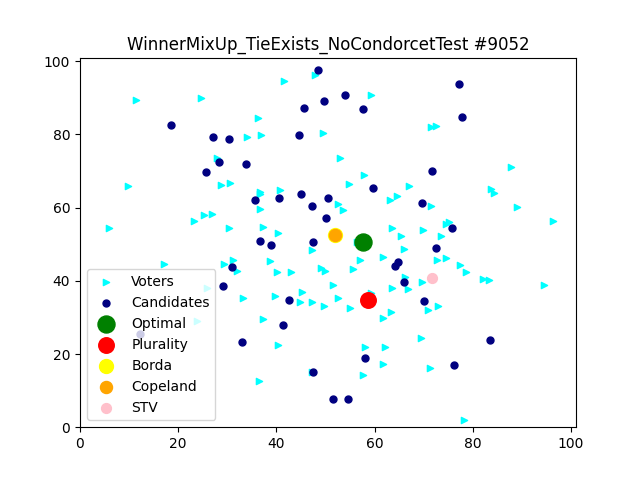 WinnerMixUp_TieExists_NoCondorcetTest #9052
100
80
60
40
20
0
Voters
Candidates
Optimal
Plurality
Borda
Copeland
STV
0 20 40 60 80 100